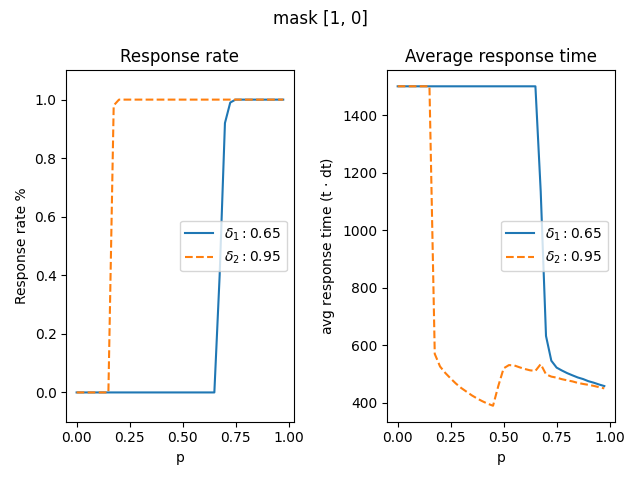 mask [1, 0]
Response rate
Response rate %
1.0
0.8
0.6
0.4
0.2
0.0
0.00 0.25 0.50 0.75 1.00
p
δ₁ : 0.65
δ₂ : 0.95
Average response time
avg response time (t · dt)
1400
1200
1000
800
600
400
0.00 0.25 0.50 0.75 1.00
p
δ₁ : 0.65
δ₂ : 0.95